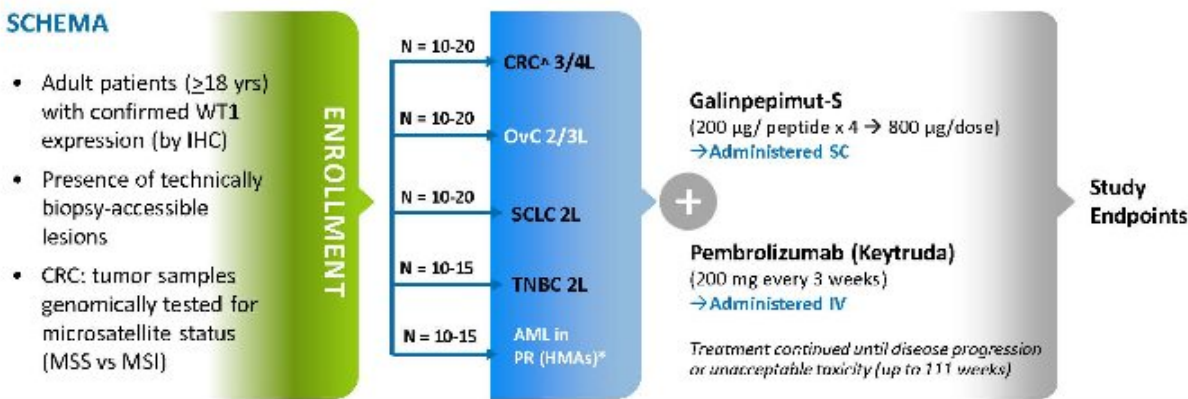 SCHEMA
• Adult patients (≥18 yrs)
with confirmed WT1
expression (by IHC)
• Presence of technically
biopsy-accessible
lesions
• CRC: tumor samples
genomically tested for
microsatellite status
(MSS vs MSI)
ENROLLMENT
N = 10-20
CRC^ 3/4L
N = 10-20
OvC 2/3L
N = 10-20
SCLC 2L
N = 10-15
TNBC 2L
N = 10-15
AML in
PR (HMAs)*
+
Galinpepimut-S
(200 µg/ peptide x 4 → 800 µg/dose)
→Administered SC
Pembrolizumab (Keytruda)
(200 mg every 3 weeks)
→Administered IV
Treatment continued until disease progression
or unacceptable toxicity (up to 111 weeks)
Study
Endpoints